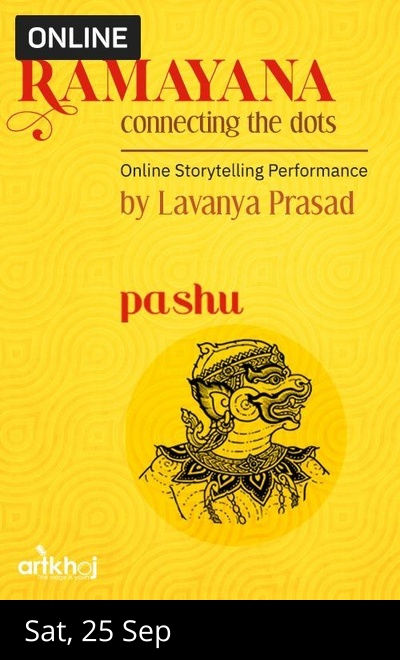 ONLINE
RAMAYANA
connecting the dots
Online Storytelling Performance
by Lavanya Prasad
pashu
artkhoj
Sat, 25 Sep